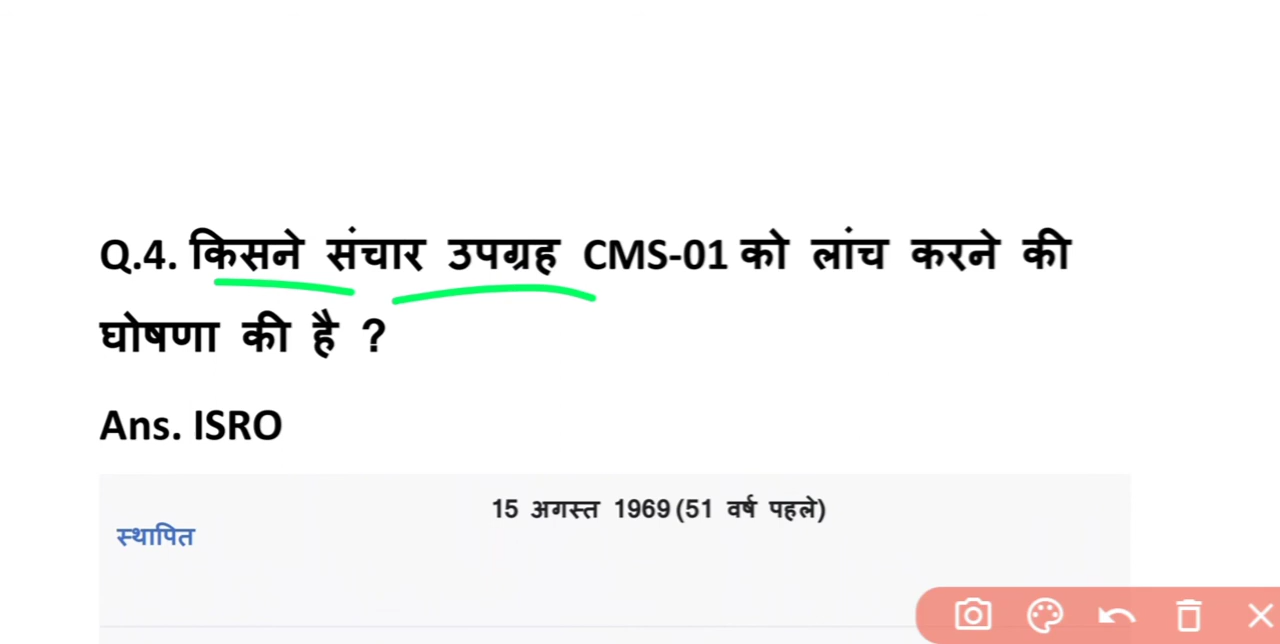 Q.4. किसने संचार उपग्रह CMS-01 को लांच करने की
घोषणा की है ?
Ans. ISRO
15 अगस्त 1969 (51 वर्ष पहले)
स्थापित